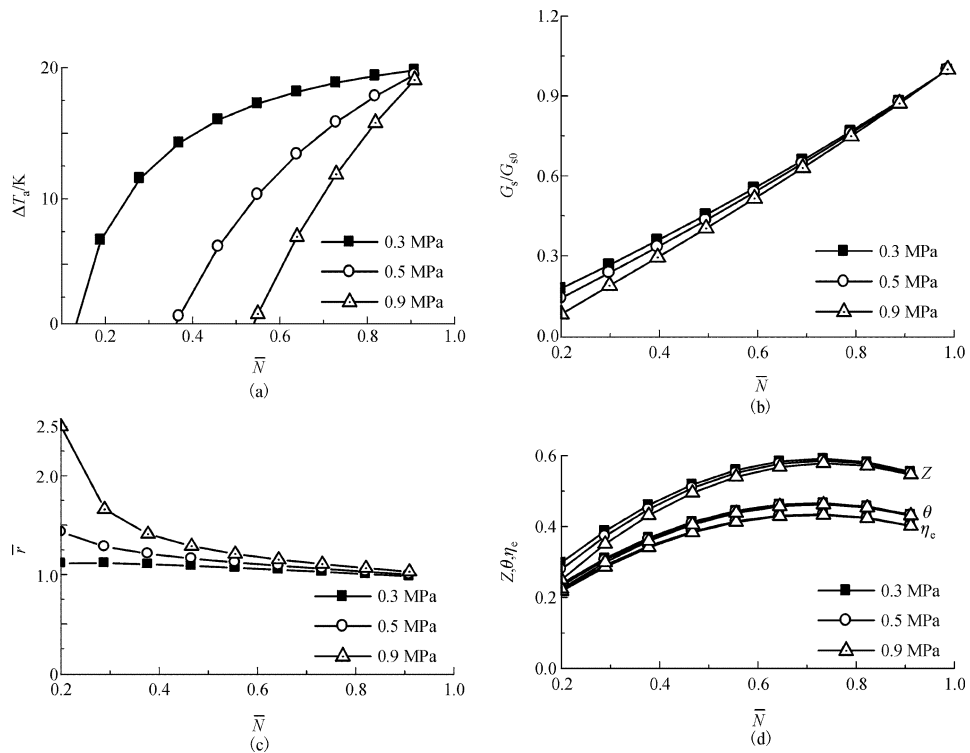 20
10
0
ΔTa/K
0.2
0.4
0.6
0.8
1.0
N̅
0.3 MPa
0.5 MPa
0.9 MPa
(a)
1.2
0.9
0.6
0.3
0.0
Gs/Gs0
0.2
0.4
0.6
0.8
1.0
N̅
0.3 MPa
0.5 MPa
0.9 MPa
(b)
2.5
2.0
1.5
1.0
0
r̅
0.2
0.4
0.6
0.8
1.0
N̅
0.3 MPa
0.5 MPa
0.9 MPa
(c)
0.6
0.4
0.2
0.0
Z,θ,ηe
Z
θ
ηe
0.2
0.4
0.6
0.8
1.0
N̅
0.3 MPa
0.5 MPa
0.9 MPa
(d)